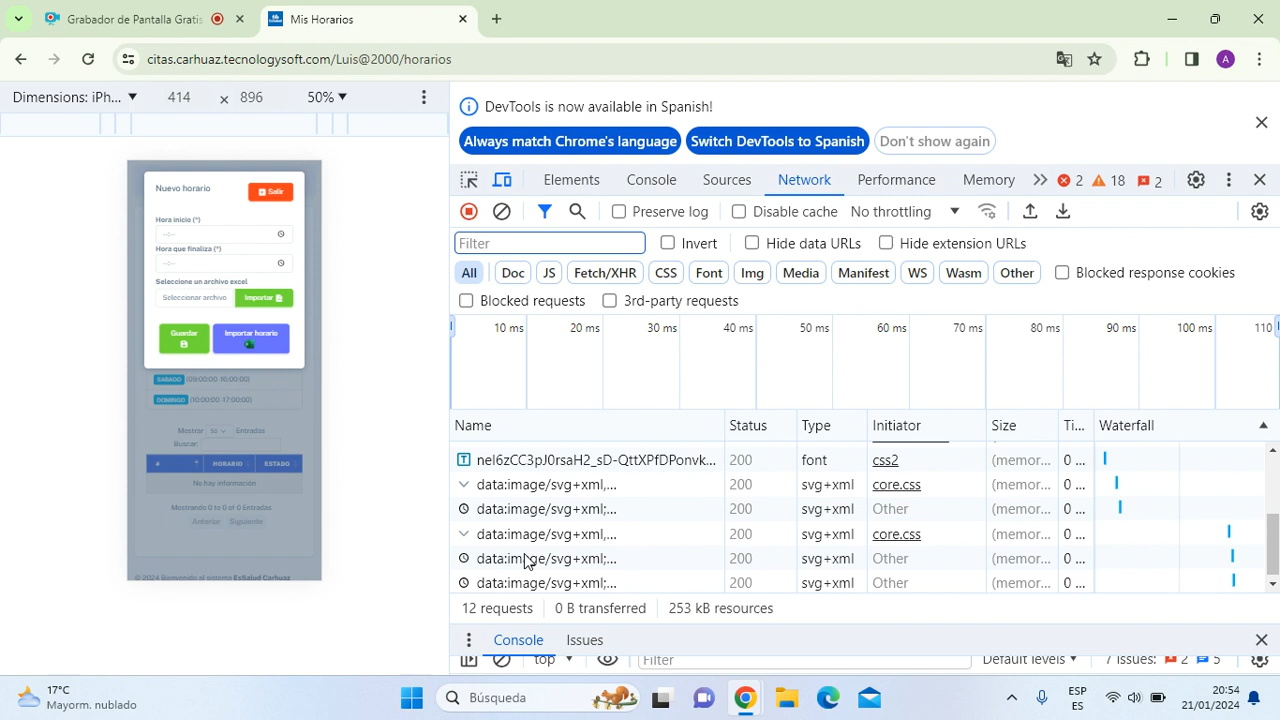 Grabador de Pantalla Gratis
Mis Horarios
citas.carhuaz.tecnologysoft.com/Luis@2000/horarios
A
Dimensions: iPh... 414 x 896 50%
DevTools is now available in Spanish!
Always match Chrome's language Switch DevTools to Spanish Don't show again
Elements Console Sources Network Performance Memory 2 18 2
Preserve log Disable cache No throttling
Filter Invert Hide data URLs Hide extension URLs
All Doc JS Fetch/XHR CSS Font Img Media Manifest WS Wasm Other Blocked response cookies
Blocked requests 3rd-party requests
10 ms 20 ms 30 ms 40 ms 50 ms 60 ms 70 ms 80 ms 90 ms 100 ms 110
Name Status Type Initiator Size Ti... Waterfall
nel6zCC3pJ0rsaH2_sD-QttXPfDPonvk... 200 font css2 (memor... 0 ...
data:image/svg+xml,... 200 svg+xml core.css (memor... 0 ...
data:image/svg+xml;... 200 svg+xml Other (memor... 0 ...
data:image/svg+xml,... 200 svg+xml core.css (memor... 0 ...
data:image/svg+xml;... 200 svg+xml Other (memor... 0 ...
data:image/svg+xml;... 200 svg+xml Other (memor... 0 ...
12 requests 0 B transferred 253 kB resources
Console Issues
top Filter Default levels 7 Issues: 2 5
Nuevo horario Salir
Hora inicio (*)
--:--
Hora que finaliza (*)
--:--
Seleccione un archivo excel
Seleccionar archivo Importar
Guardar Importar horario
SABADO (09:00:00-16:00:00)
DOMINGO (10:00:00-17:00:00)
Mostrar 50 Entradas
Buscar:
# HORARIO ESTADO
No hay información
Mostrando 0 to 0 of 0 Entradas
Anterior Siguiente
© 2024 Bienvenido el sistema EsSalud Carhuaz
17°C
Mayorm. nublado
Búsqueda
ESP
ES
20:54
21/01/2024